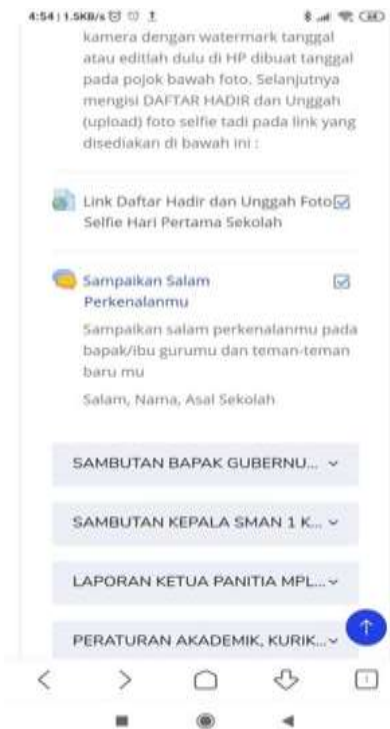 4:54 | 1.5KB/s
kamera dengan watermark tanggal
atau editlah dulu di HP dibuat tanggal
pada pojok bawah foto. Selanjutnya
mengisi DAFTAR HADIR dan Unggah
(upload) foto selfie tadi pada link yang
disediakan di bawah ini :
Link Daftar Hadir dan Unggah Foto
Selfie Hari Pertama Sekolah
Sampaikan Salam
Perkenalanmu
Sampaikan salam perkenalanmu pada
bapak/ibu gurumu dan teman-teman
baru mu
Salam, Nama, Asal Sekolah
SAMBUTAN BAPAK GUBERNU...
SAMBUTAN KEPALA SMAN 1 K...
LAPORAN KETUA PANITIA MPL...
PERATURAN AKADEMIK, KURIK...
1